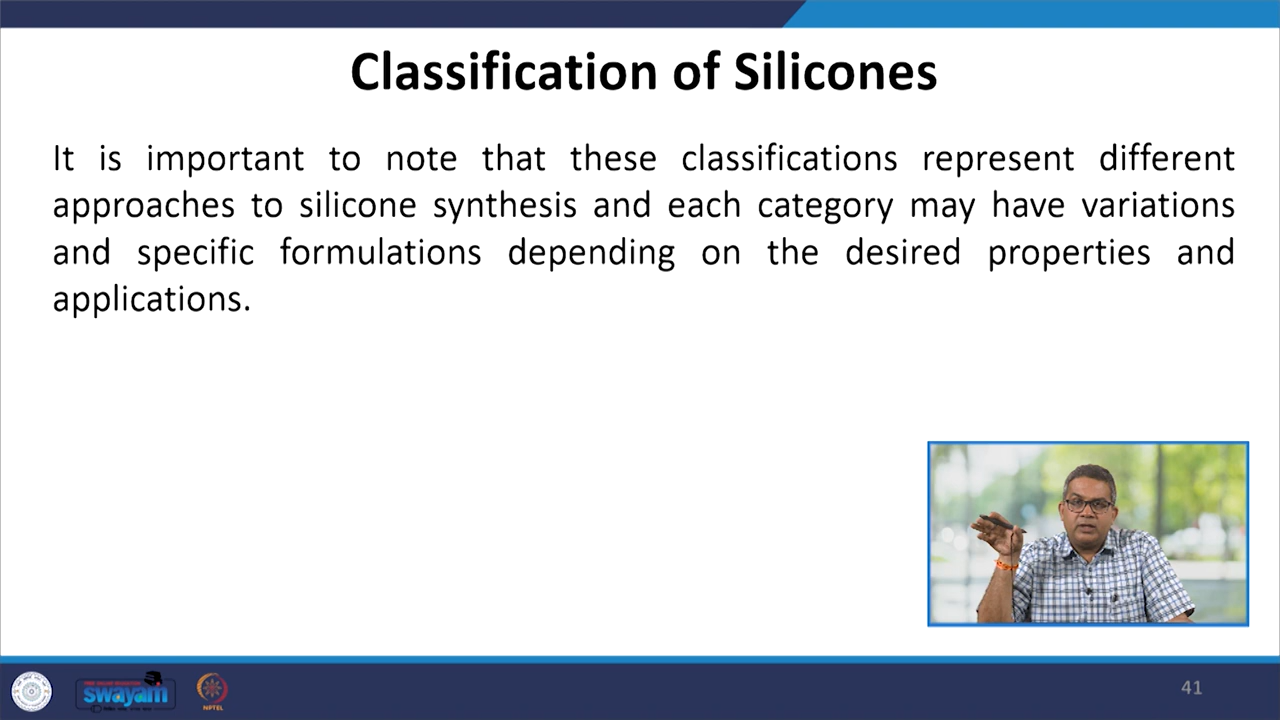 Classification of Silicones
It is important to note that these classifications represent different
approaches to silicone synthesis and each category may have variations
and specific formulations depending on the desired properties and
applications.
swayam
NPTEL
41